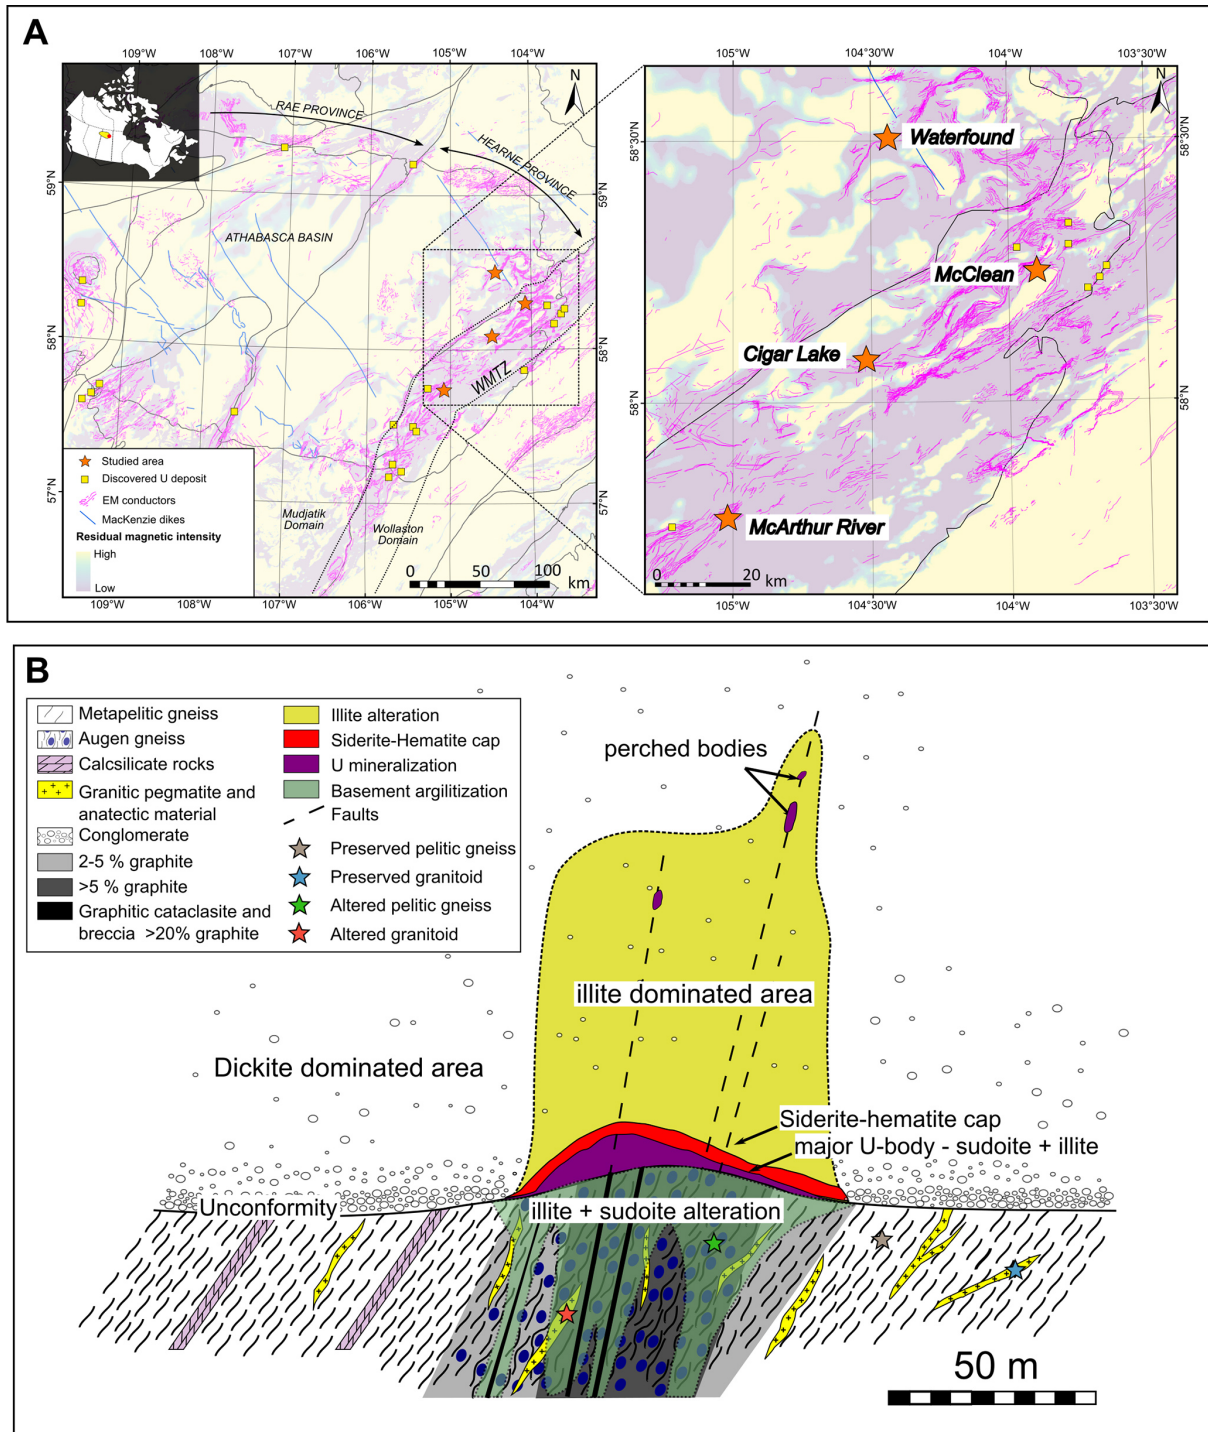 A
109°W 108°W 107°W 106°W 105°W 104°W
N
RAE PROVINCE
HEARNE PROVINCE
59°N
59°N
ATHABASCA BASIN
58°N
58°N
WMTZ
57°N
57°N
Mudjatik
Domain
Wollaston
Domain
0 50 100
km
Studied area
Discovered U deposit
EM conductors
MacKenzie dikes
Residual magnetic intensity
High
Low
109°W 108°W 107°W 106°W 105°W 104°W
105°W 104°30'W 104°W 103°30'W
N
58°30'N
58°30'N
Waterfound
McClean
Cigar Lake
58°N
58°N
McArthur River
0 20 km
105°W 104°30'W 104°W 103°30'W
B
Metapelitic gneiss
Augen gneiss
Calcsilicate rocks
Granitic pegmatite and
anatectic material
Conglomerate
2-5 % graphite
>5 % graphite
Graphitic cataclasite and
breccia >20% graphite
Illite alteration
Siderite-Hematite cap
U mineralization
Basement argilitization
Faults
Preserved pelitic gneiss
Preserved granitoid
Altered pelitic gneiss
Altered granitoid
perched bodies
illite dominated area
Dickite dominated area
Siderite-hematite cap
major U-body - sudoite + illite
Unconformity
illite + sudoite alteration
50 m